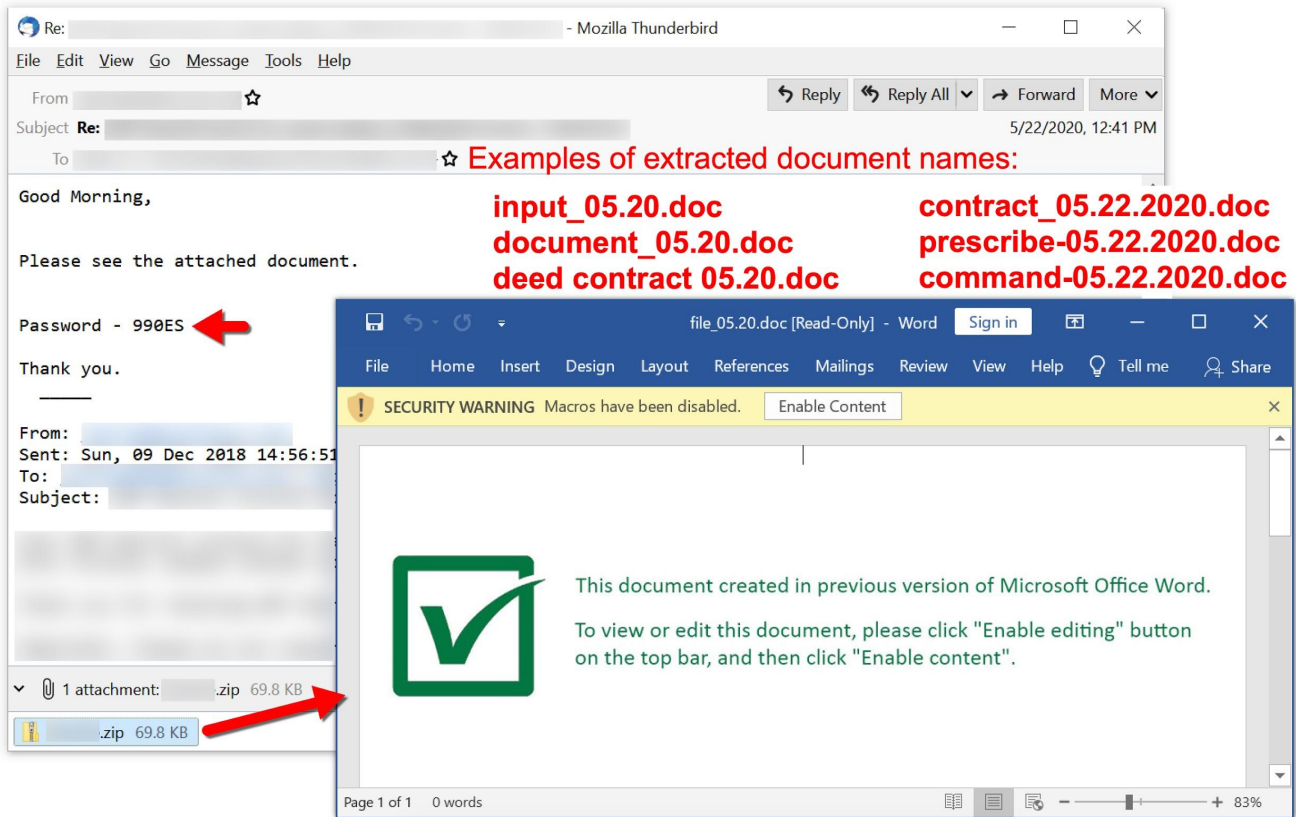 Re: - Mozilla Thunderbird
File Edit View Go Message Tools Help
From Reply Reply All Forward More
Subject Re: 5/22/2020, 12:41 PM
To
Examples of extracted document names:
input_05.20.doc
document_05.20.doc
deed contract 05.20.doc
contract_05.22.2020.doc
prescribe-05.22.2020.doc
command-05.22.2020.doc
Good Morning,
Please see the attached document.
Password - 990ES
Thank you.
From:
Sent: Sun, 09 Dec 2018 14:56:51
To:
Subject:
1 attachment: .zip 69.8 KB
.zip 69.8 KB
file_05.20.doc [Read-Only] - Word Sign in
File Home Insert Design Layout References Mailings Review View Help Tell me Share
SECURITY WARNING Macros have been disabled. Enable Content
This document created in previous version of Microsoft Office Word.
To view or edit this document, please click "Enable editing" button
on the top bar, and then click "Enable content".
Page 1 of 1 0 words 83%